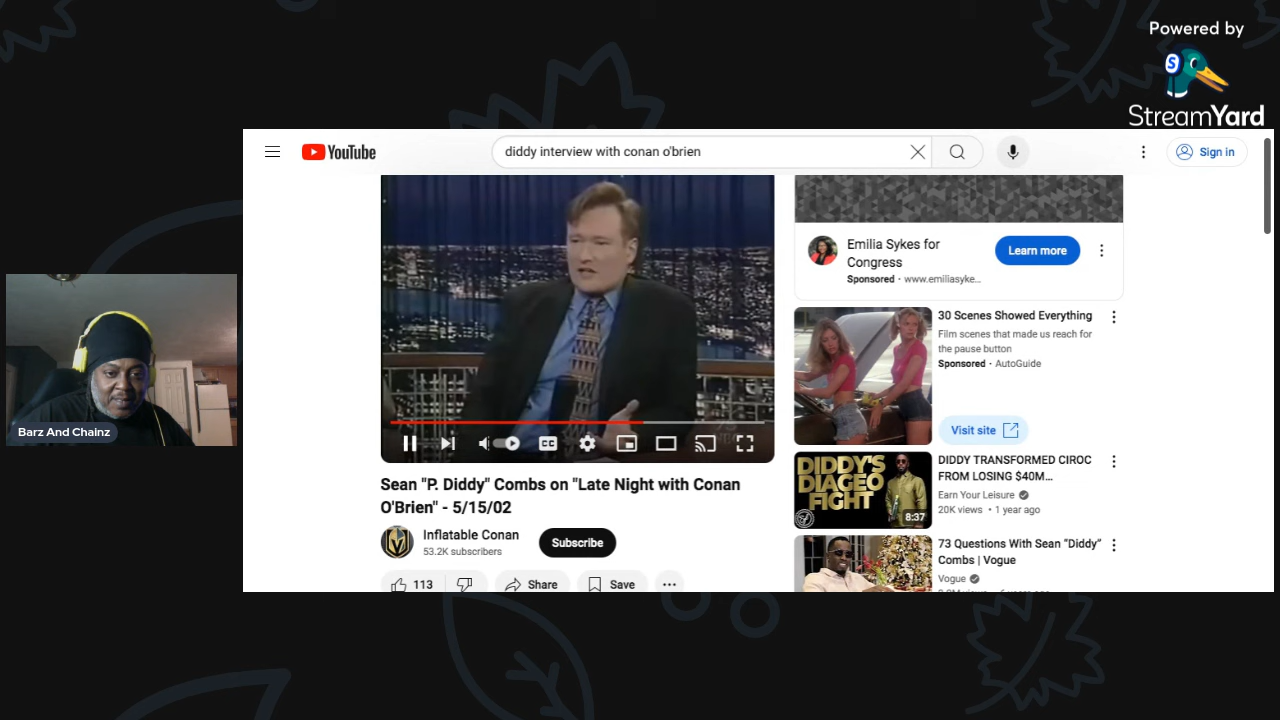 Powered by
StreamYard
YouTube
diddy interview with conan o'brien
Sign in
Emilia Sykes for
Congress
Sponsored · www.emiliasyke...
Learn more
30 Scenes Showed Everything
Film scenes that made us reach for
the pause button
Sponsored · AutoGuide
Visit site
CC
Sean "P. Diddy" Combs on "Late Night with Conan
O'Brien" - 5/15/02
Inflatable Conan
53.2K subscribers
Subscribe
113
Share
Save
DIDDY'S
DIAGEO
FIGHT
8:37
DIDDY TRANSFORMED CIROC
FROM LOSING $40M...
Earn Your Leisure
20K views • 1 year ago
73 Questions With Sean "Diddy"
Combs | Vogue
Vogue
Barz And Chainz